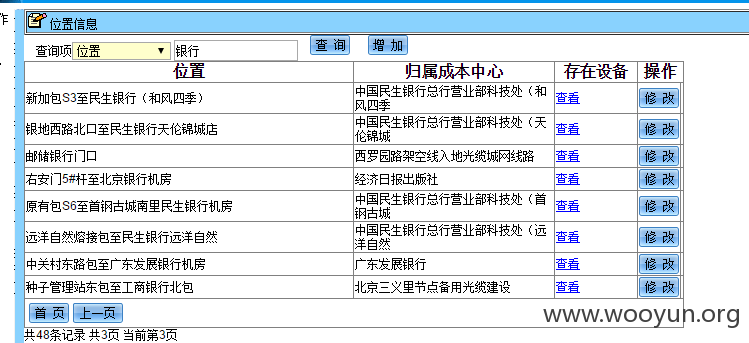 作
位置信息
查询项 位置 银行 查 询 增 加
位置 归属成本中心 存在设备 操作
新加包S3至民生银行（和风四季） 中国民生银行总行营业部科技处（和风四季 查看 修 改
银地西路北口至民生银行天伦锦城店 中国民生银行总行营业部科技处（天伦锦城 查看 修 改
邮储银行门口 西罗园路架空线入地光缆城网线路 查看 修 改
右安门5#杆至北京银行机房 经济日报出版社 查看 修 改
原有包S6至首钢古城南里民生银行机房 中国民生银行总行营业部科技处（首钢古城 查看 修 改
远洋自然熔接包至民生银行远洋自然 中国民生银行总行营业部科技处（远洋自然 查看 修 改
中关村东路包至广东发展银行机房 广东发展银行 查看 修 改
种子管理站东包至工商银行北包 北京三义里节点备用光缆建设 查看 修 改
首 页 上一页
www.wooyun.org
共48条记录 共3页 当前第3页